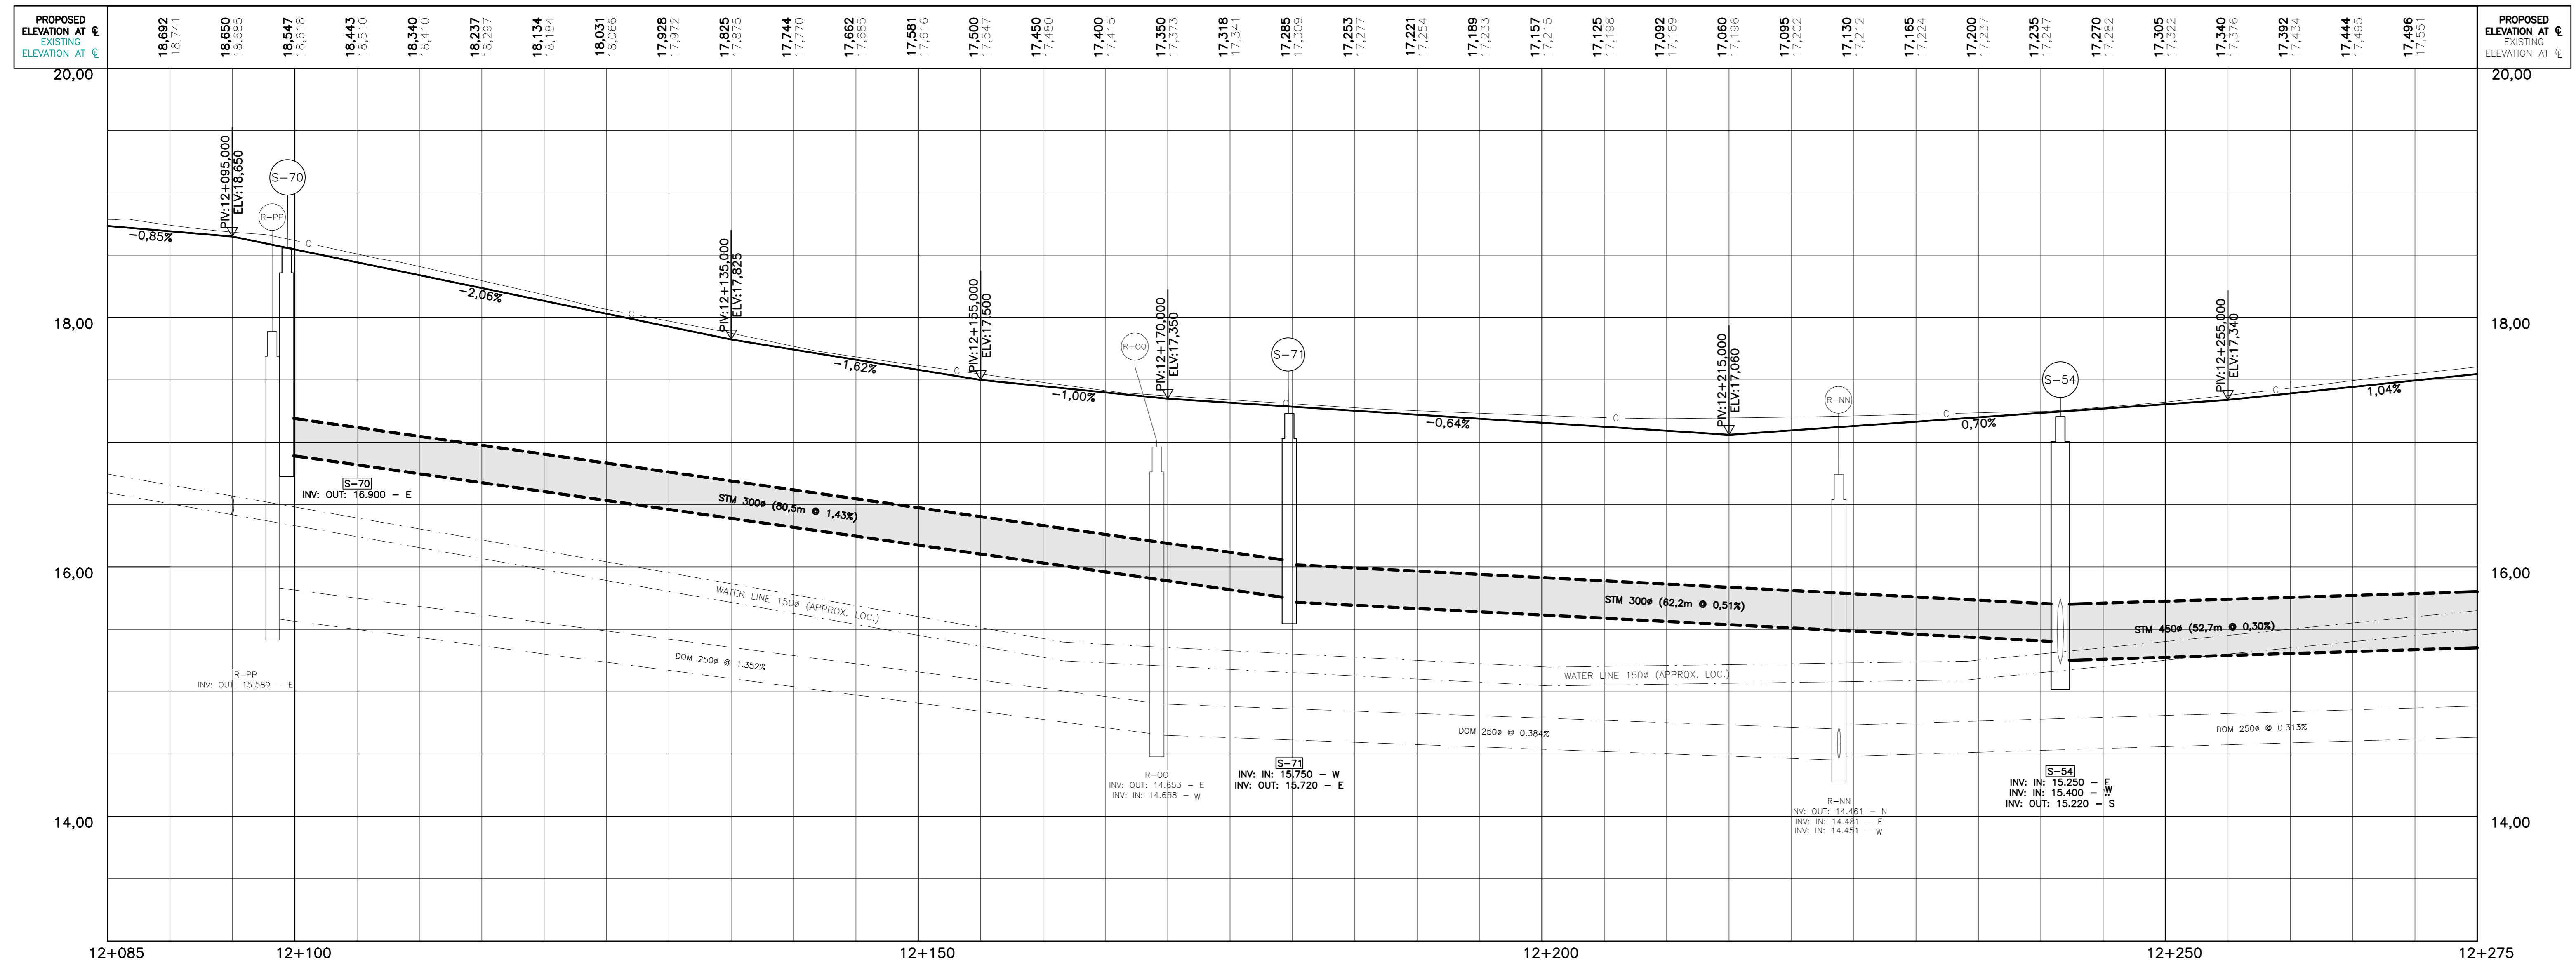 PROPOSED
ELEVATION AT ℄
EXISTING
ELEVATION AT ℄
18,692
18,741
18,650
18,685
18,547
18,618
18,443
18,510
18,340
18,410
18,237
18,297
18,134
18,184
18,031
18,066
17,928
17,972
17,825
17,875
17,744
17,770
17,662
17,685
17,581
17,616
17,500
17,547
17,450
17,480
17,400
17,415
17,350
17,373
17,318
17,341
17,285
17,309
17,253
17,277
17,221
17,254
17,189
17,233
17,157
17,215
17,125
17,198
17,092
17,189
17,060
17,196
17,095
17,202
17,130
17,212
17,165
17,224
17,200
17,237
17,235
17,247
17,270
17,282
17,305
17,322
17,340
17,376
17,392
17,434
17,444
17,495
17,496
17,551
PROPOSED
ELEVATION AT ℄
EXISTING
ELEVATION AT ℄
20,00
20,00
PIV:12+095,000
ELV:18,650
S-70
R-PP
-0,85%
C
-2,06%
C
PIV:12+135,000
ELV:17,825
18,00
18,00
-1,62%
C
PIV:12+155,000
ELV:17,500
-1,00%
R-OO
PIV:12+170,000
ELV:17,350
S-71
C
-0,64%
C
PIV:12+215,000
ELV:17,060
R-NN
0,70%
C
S-54
PIV:12+255,000
ELV:17,340
C
1,04%
S-70
INV: OUT: 16.900 - E
STM 300ø (80,5m @ 1,43%)
16,00
16,00
WATER LINE 150ø (APPROX. LOC.)
STM 300ø (62,2m @ 0,51%)
STM 450ø (52,7m @ 0,30%)
DOM 250ø @ 1.352%
R-PP
INV: OUT: 15.589 - E
WATER LINE 150ø (APPROX. LOC.)
DOM 250ø @ 0.384%
DOM 250ø @ 0.313%
R-OO
INV: OUT: 14.653 - E
INV: IN: 14.658 - W
S-71
INV: IN: 15.750 - W
INV: OUT: 15.720 - E
R-NN
INV: OUT: 14.461 - N
INV: IN: 14.481 - E
INV: IN: 14.451 - W
S-54
INV: IN: 15.250 - E
INV: IN: 15.400 - W
INV: OUT: 15.220 - S
14,00
14,00
12+085
12+100
12+150
12+200
12+250
12+275